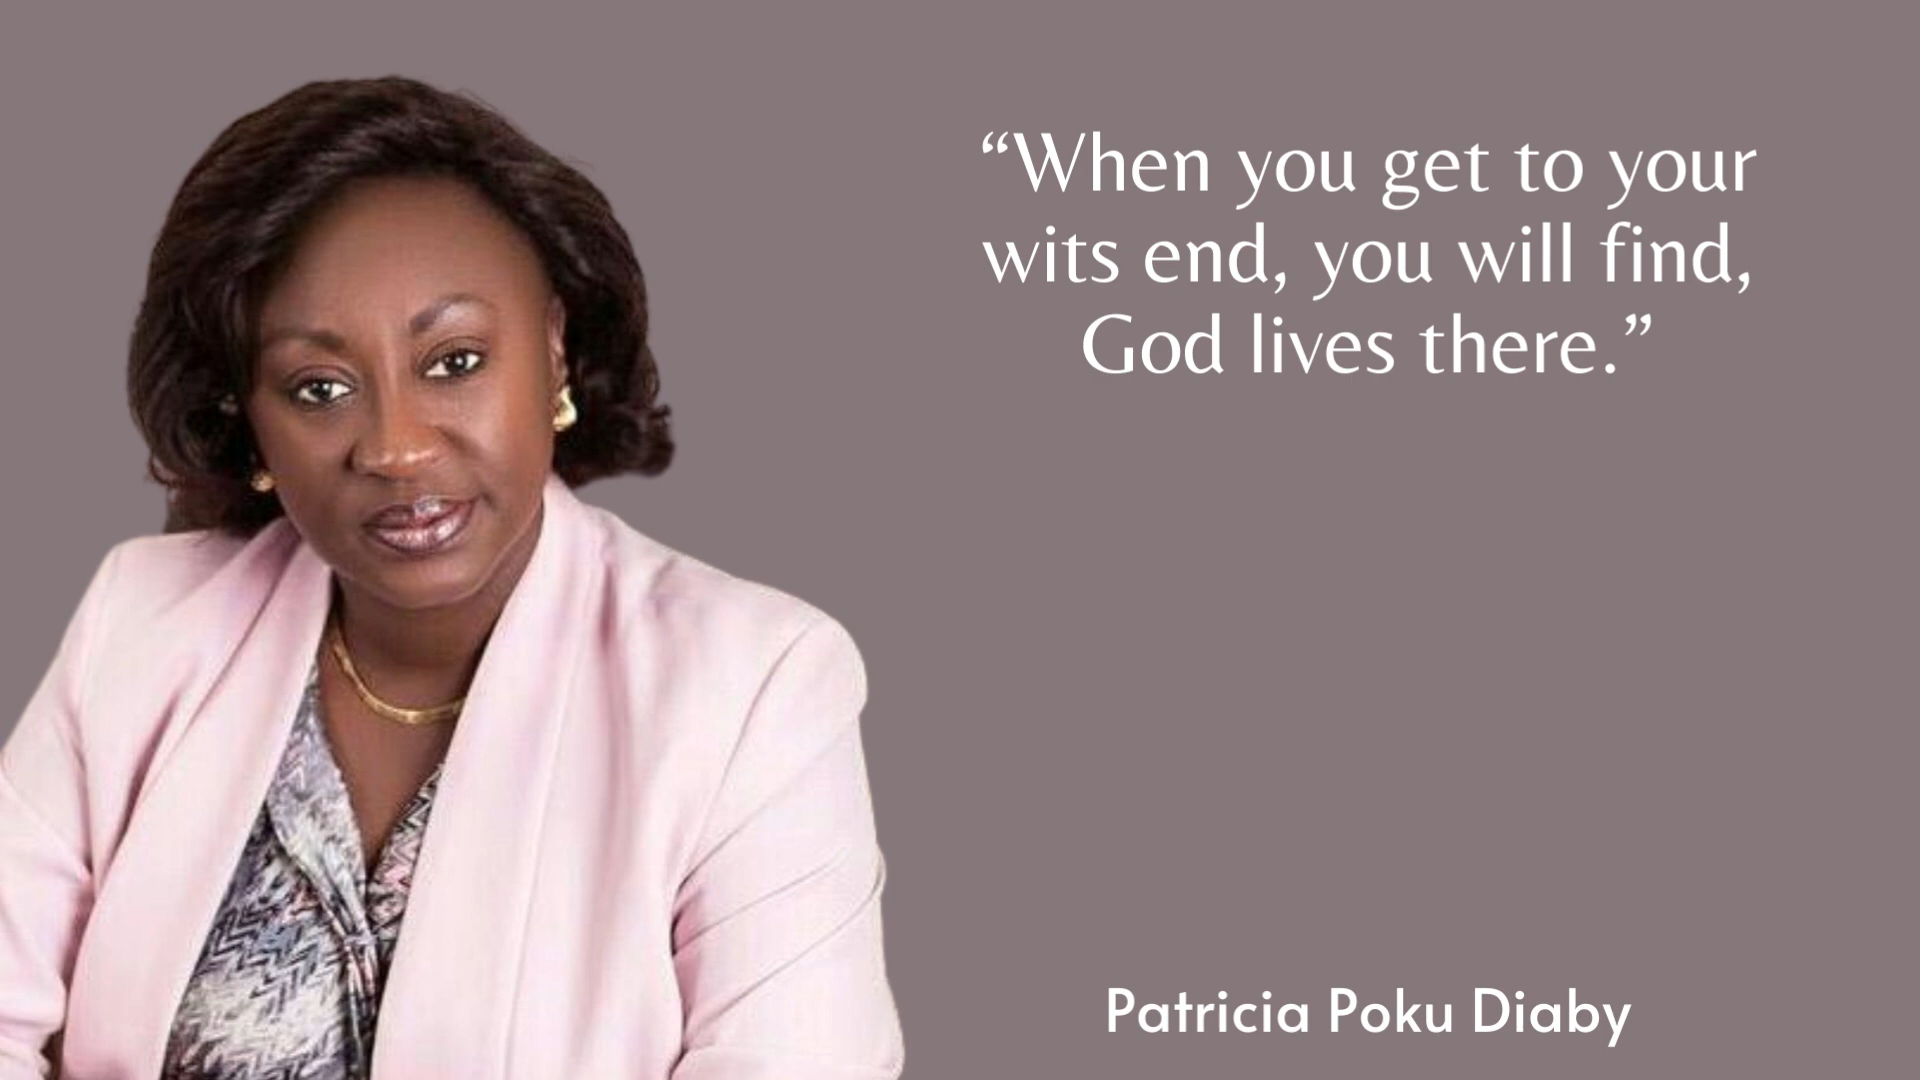 “When you get to your
wits end, you will find,
God lives there.”
Patricia Poku Diaby